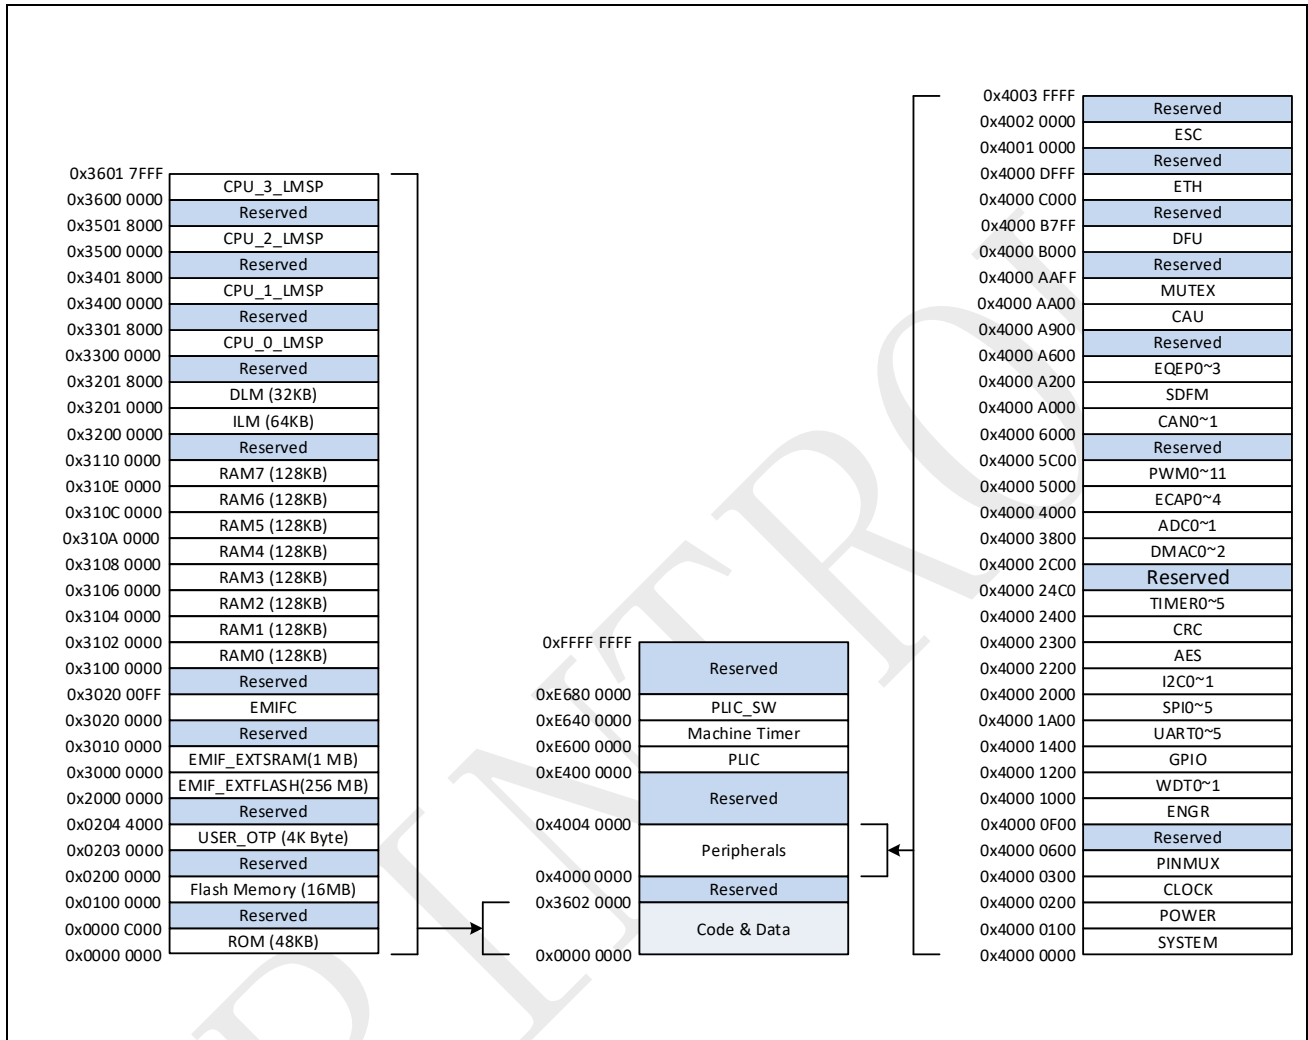 0x3601 7FFF
CPU_3_LMSP
0x3600 0000
Reserved
0x3501 8000
CPU_2_LMSP
0x3500 0000
Reserved
0x3401 8000
CPU_1_LMSP
0x3400 0000
Reserved
0x3301 8000
CPU_0_LMSP
0x3300 0000
Reserved
0x3201 8000
DLM (32KB)
0x3201 0000
ILM (64KB)
0x3200 0000
Reserved
0x3110 0000
RAM7 (128KB)
0x310E 0000
RAM6 (128KB)
0x310C 0000
RAM5 (128KB)
0x310A 0000
RAM4 (128KB)
0x3108 0000
RAM3 (128KB)
0x3106 0000
RAM2 (128KB)
0x3104 0000
RAM1 (128KB)
0x3102 0000
RAM0 (128KB)
0x3100 0000
Reserved
0x3020 00FF
EMIFC
0x3020 0000
Reserved
0x3010 0000
EMIF_EXTSRAM(1 MB)
0x3000 0000
EMIF_EXTFLASH(256 MB)
0x2000 0000
Reserved
0x0204 4000
USER_OTP (4K Byte)
0x0203 0000
Reserved
0x0200 0000
Flash Memory (16MB)
0x0100 0000
Reserved
0x0000 C000
ROM (48KB)
0x0000 0000
0xFFFF FFFF
Reserved
0xE680 0000
PLIC_SW
0xE640 0000
Machine Timer
0xE600 0000
PLIC
0xE400 0000
Reserved
0x4004 0000
Peripherals
0x4000 0000
Reserved
0x3602 0000
Code & Data
0x0000 0000
0x4003 FFFF
Reserved
0x4002 0000
ESC
0x4001 0000
Reserved
0x4000 DFFF
ETH
0x4000 C000
Reserved
0x4000 B7FF
DFU
0x4000 B000
Reserved
0x4000 AAFF
MUTEX
0x4000 AA00
CAU
0x4000 A900
Reserved
0x4000 A600
EQEP0~3
0x4000 A200
SDFM
0x4000 A000
CAN0~1
0x4000 6000
Reserved
0x4000 5C00
PWM0~11
0x4000 5000
ECAP0~4
0x4000 4000
ADC0~1
0x4000 3800
DMAC0~2
0x4000 2C00
Reserved
0x4000 24C0
TIMER0~5
0x4000 2400
CRC
0x4000 2300
AES
0x4000 2200
I2C0~1
0x4000 2000
SPI0~5
0x4000 1A00
UART0~5
0x4000 1400
GPIO
0x4000 1200
WDT0~1
0x4000 1000
ENGR
0x4000 0F00
Reserved
0x4000 0600
PINMUX
0x4000 0300
CLOCK
0x4000 0200
POWER
0x4000 0100
SYSTEM
0x4000 0000